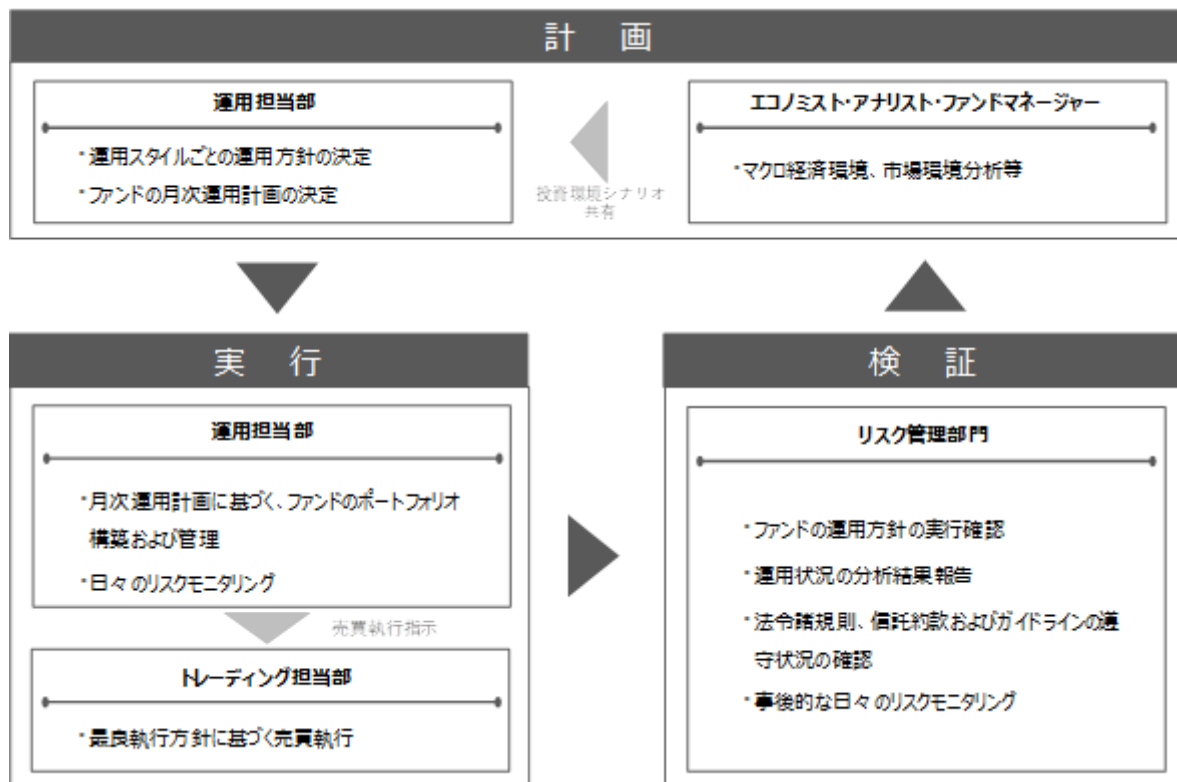 計 画
運用担当部
・運用スタイルごとの運用方針の決定
・ファンドの月次運用計画の決定
投資環境シナリオ
共有
エコノミスト・アナリスト・ファンドマネージャー
・マクロ経済環境、市場環境分析等
実 行
運用担当部
・月次運用計画に基づく、ファンドのポートフォリオ
構築および管理
・日々のリスクモニタリング
売買執行指示
トレーディング担当部
・最良執行方針に基づく売買執行
検 証
リスク管理部門
・ファンドの運用方針の実行確認
・運用状況の分析結果報告
・法令諸規則、信託約款およびガイドラインの遵
守状況の確認
・事後的な日々のリスクモニタリング